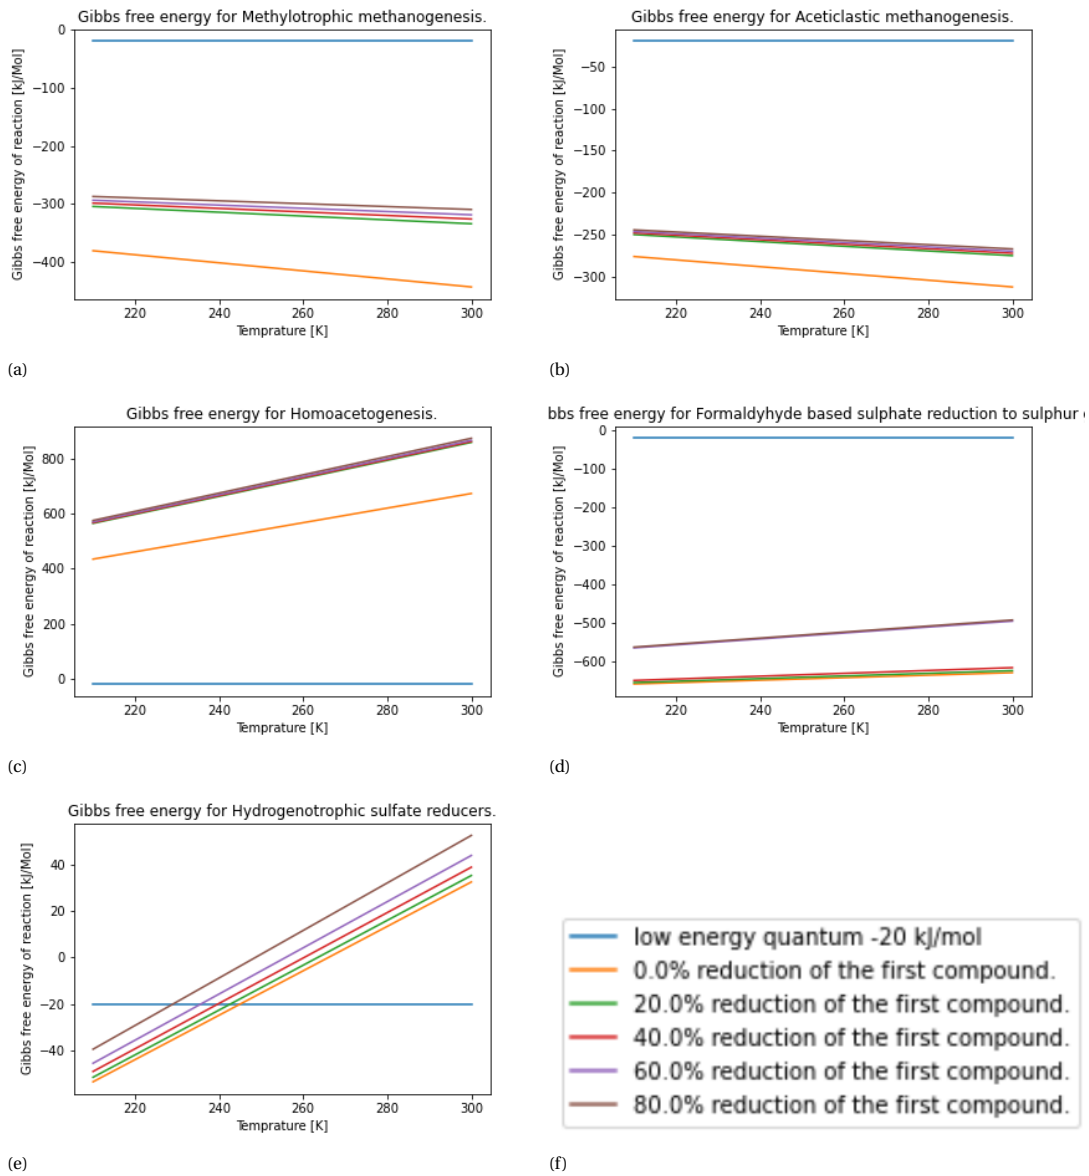 Gibbs free energy for Methylotrophic methanogenesis.
Gibbs free energy of reaction [kJ/Mol]
0
−100
−200
−300
−400
220 240 260 280 300
Temprature [K]
(a)
Gibbs free energy for Aceticlastic methanogenesis.
Gibbs free energy of reaction [kJ/Mol]
−50
−100
−150
−200
−250
−300
220 240 260 280 300
Temprature [K]
(b)
Gibbs free energy for Homoacetogenesis.
Gibbs free energy of reaction [kJ/Mol]
800
600
400
200
0
220 240 260 280 300
Temprature [K]
(c)
bbs free energy for Formaldyhyde based sulphate reduction to sulphur
Gibbs free energy of reaction [kJ/Mol]
0
−100
−200
−300
−400
−500
−600
220 240 260 280 300
Temprature [K]
(d)
Gibbs free energy for Hydrogenotrophic sulfate reducers.
Gibbs free energy of reaction [kJ/Mol]
40
20
0
−20
−40
220 240 260 280 300
Temprature [K]
(e)
low energy quantum -20 kJ/mol
0.0% reduction of the first compound.
20.0% reduction of the first compound.
40.0% reduction of the first compound.
60.0% reduction of the first compound.
80.0% reduction of the first compound.
(f)